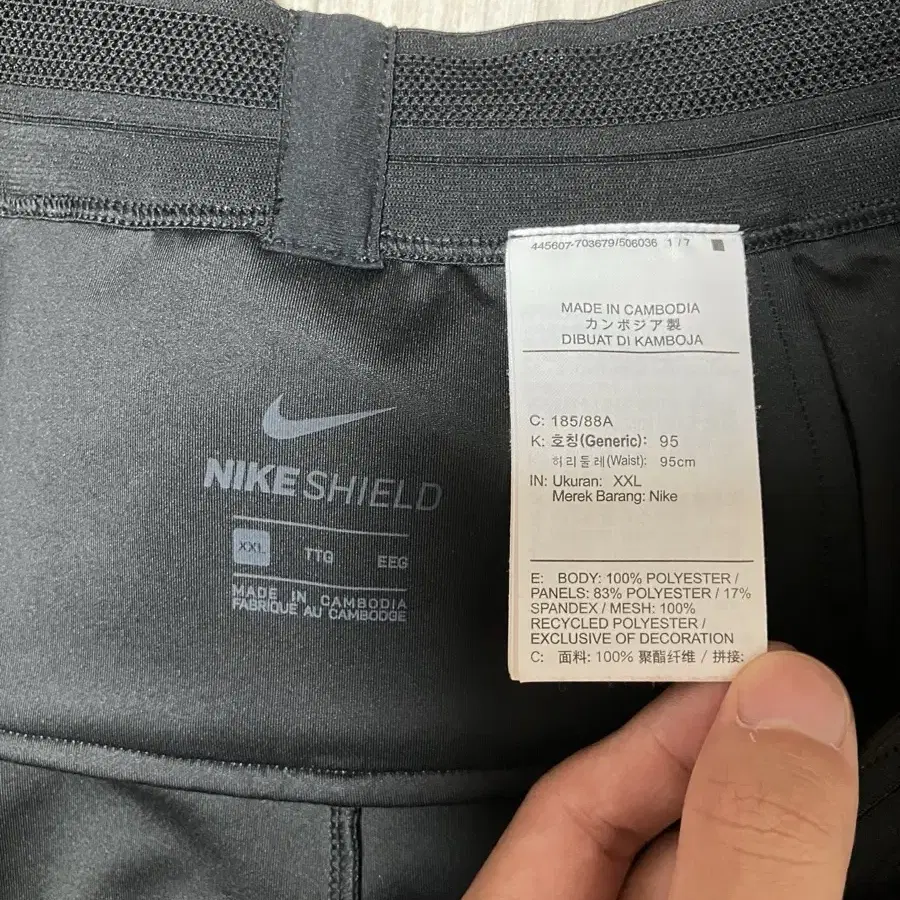 NIKE SHIELD
XXL TTG EEG
MADE IN CAMBODIA
FABRIQUÉ AU CAMBODGE
445607-703679/506036 1/7
MADE IN CAMBODIA
カンボジア製
DIBUAT DI KAMBOJA
C: 185/88A
K: 호칭(Generic): 95
허리둘레(Waist): 95cm
IN: Ukuran: XXL
Merek Barang: Nike
E: BODY: 100% POLYESTER /
PANELS: 83% POLYESTER / 17%
SPANDEX / MESH: 100%
RECYCLED POLYESTER /
EXCLUSIVE OF DECORATION
C: 面料: 100% 聚酯纤维 / 拼接: